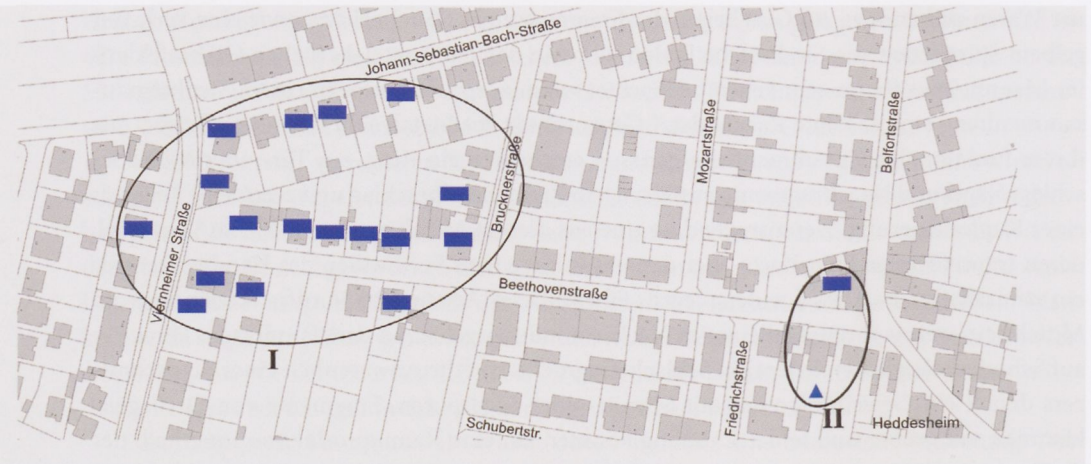 Johann-Sebastian-Bach-Straße
Mozartstraße
Belfortstraße
Brucknerstraße
Viernheimer Straße
Beethovenstraße
I
Friedrichstraße
II
Schubertstr.
Heddesheim